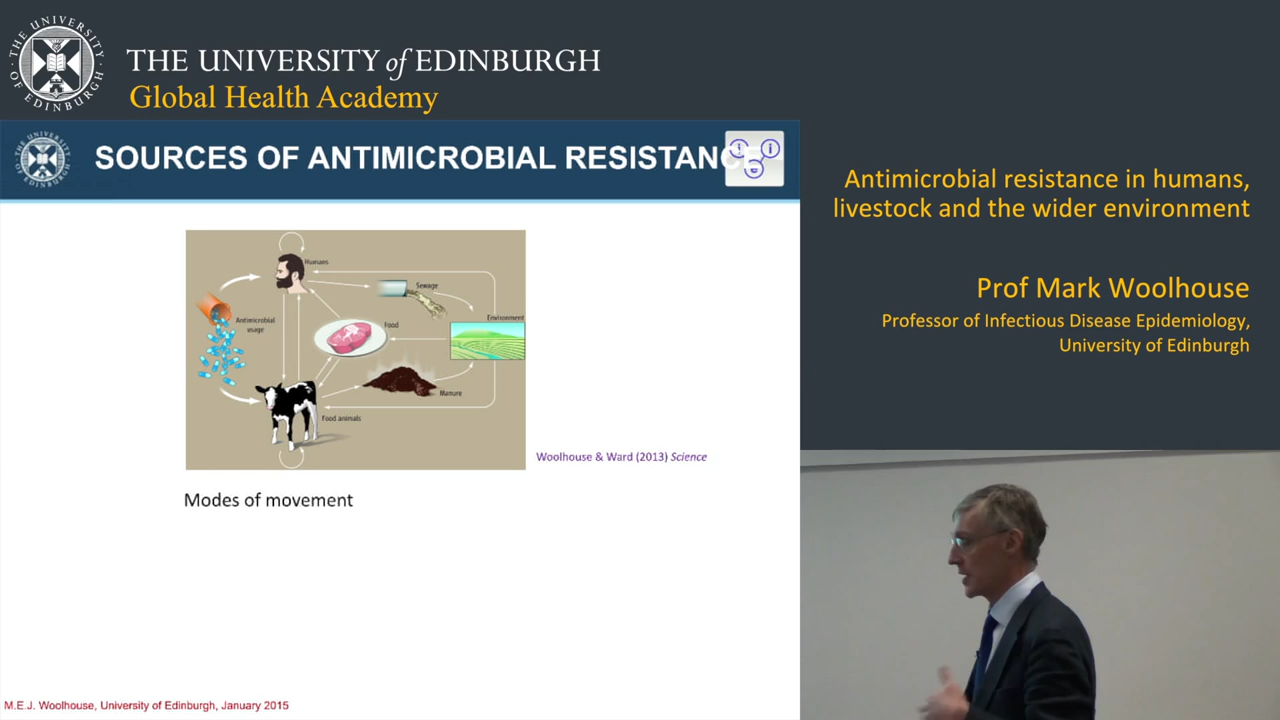 THE UNIVERSITY of EDINBURGH
Global Health Academy
SOURCES OF ANTIMICROBIAL RESISTANCE
Humans
Sewage
Antimicrobial
usage
Food
Environment
Manure
Food animals
Woolhouse & Ward (2013) Science
Modes of movement
M.E.J. Woolhouse, University of Edinburgh, January 2015
Antimicrobial resistance in humans,
livestock and the wider environment
Prof Mark Woolhouse
Professor of Infectious Disease Epidemiology,
University of Edinburgh